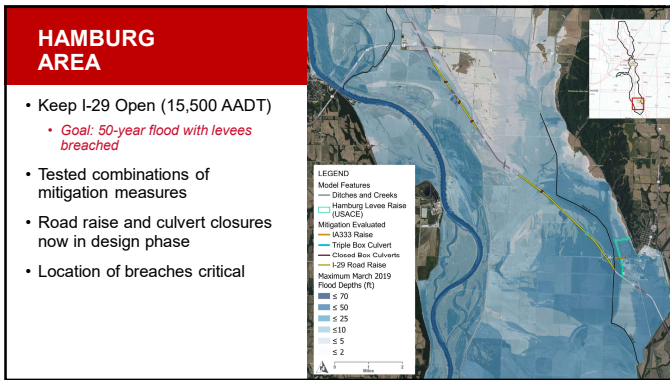 HAMBURG
AREA
• Keep I-29 Open (15,500 AADT)
• Goal: 50-year flood with levees
breached
• Tested combinations of
mitigation measures
• Road raise and culvert closures
now in design phase
• Location of breaches critical
LEGEND
Model Features
Ditches and Creeks
Hamburg Levee Raise
(USACE)
Mitigation Evaluated
IA333 Raise
Triple Box Culvert
Closed Box Culverts
I-29 Road Raise
Maximum March 2019
Flood Depths (ft)
≤ 70
≤ 50
≤ 25
≤10
≤ 5
≤ 2
0 2
Miles